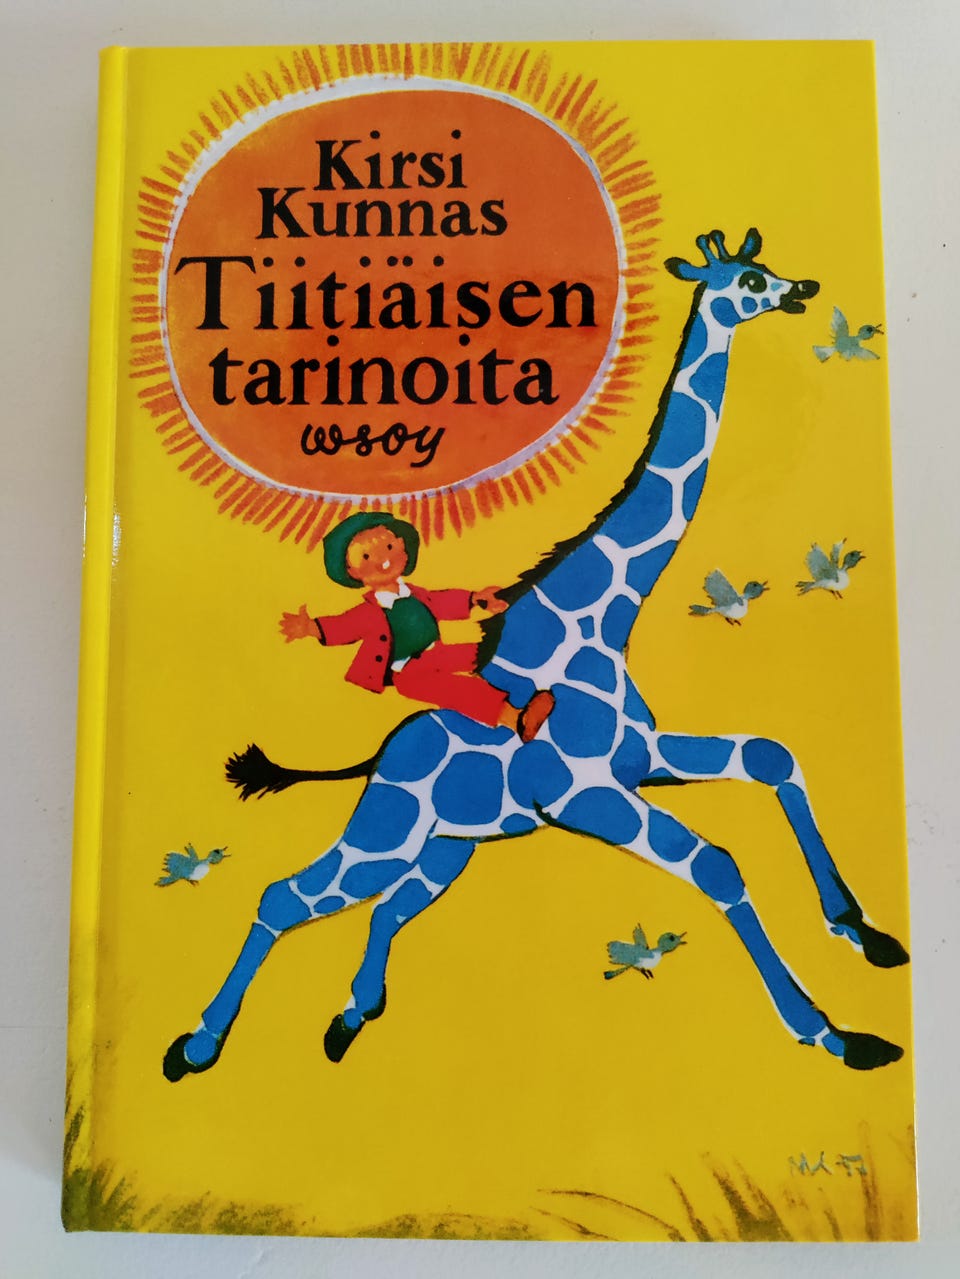 Kirsi
Kunnas
Tiitiäisen
tarinoita
wsoy